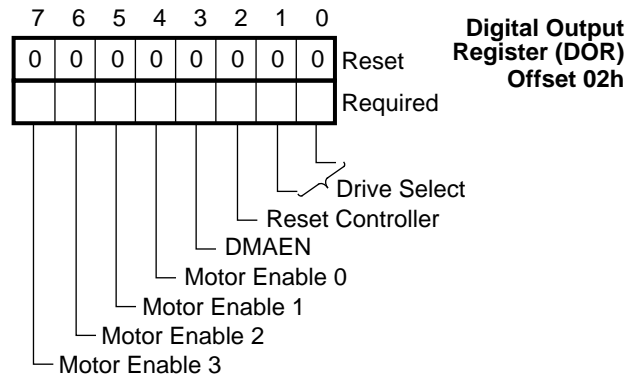 7 6 5 4 3 2 1 0
Digital Output
Register (DOR)
Offset 02h
0 0 0 0 0 0 0 0 Reset
Required
Drive Select
Reset Controller
DMAEN
Motor Enable 0
Motor Enable 1
Motor Enable 2
Motor Enable 3